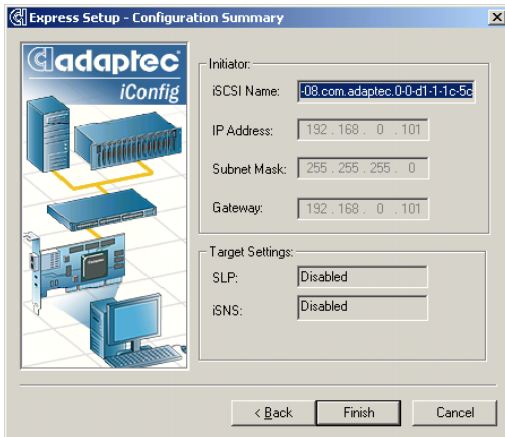 Express Setup - Configuration Summary
adaptec
iConfig
Initiator:
iSCSI Name: -08.com.adaptec.0-0-d1-1-1c-5c
IP Address: 192 . 168 . 0 . 101
Subnet Mask: 255 . 255 . 255 . 0
Gateway: 192 . 168 . 0 . 101
Target Settings:
SLP: Disabled
iSNS: Disabled
< Back
Finish
Cancel